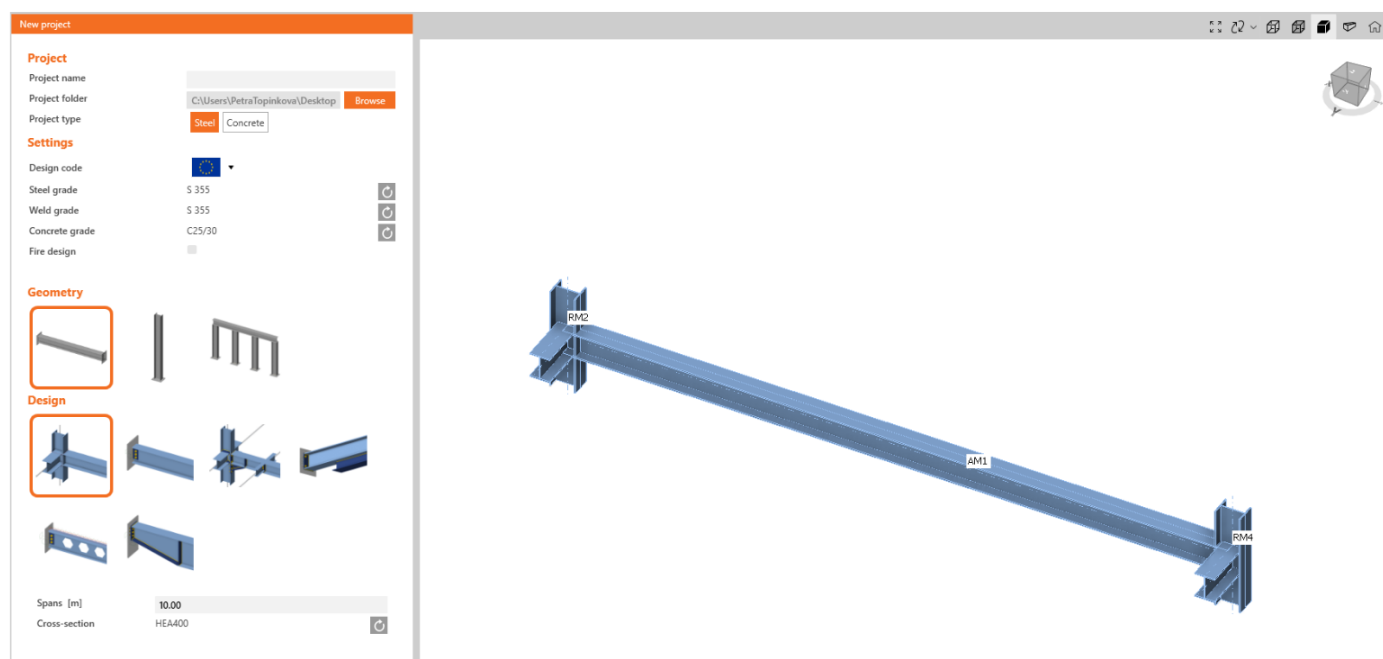 New project
Project
Project name
Project folder C:\Users\PetraTopinkova\Desktop Browse
Project type Steel Concrete
Settings
Design code
Steel grade S 355
Weld grade S 355
Concrete grade C25/30
Fire design
Geometry
Design
Spans [m] 10.00
Cross-section HEA400
RM2
AM1
RM4